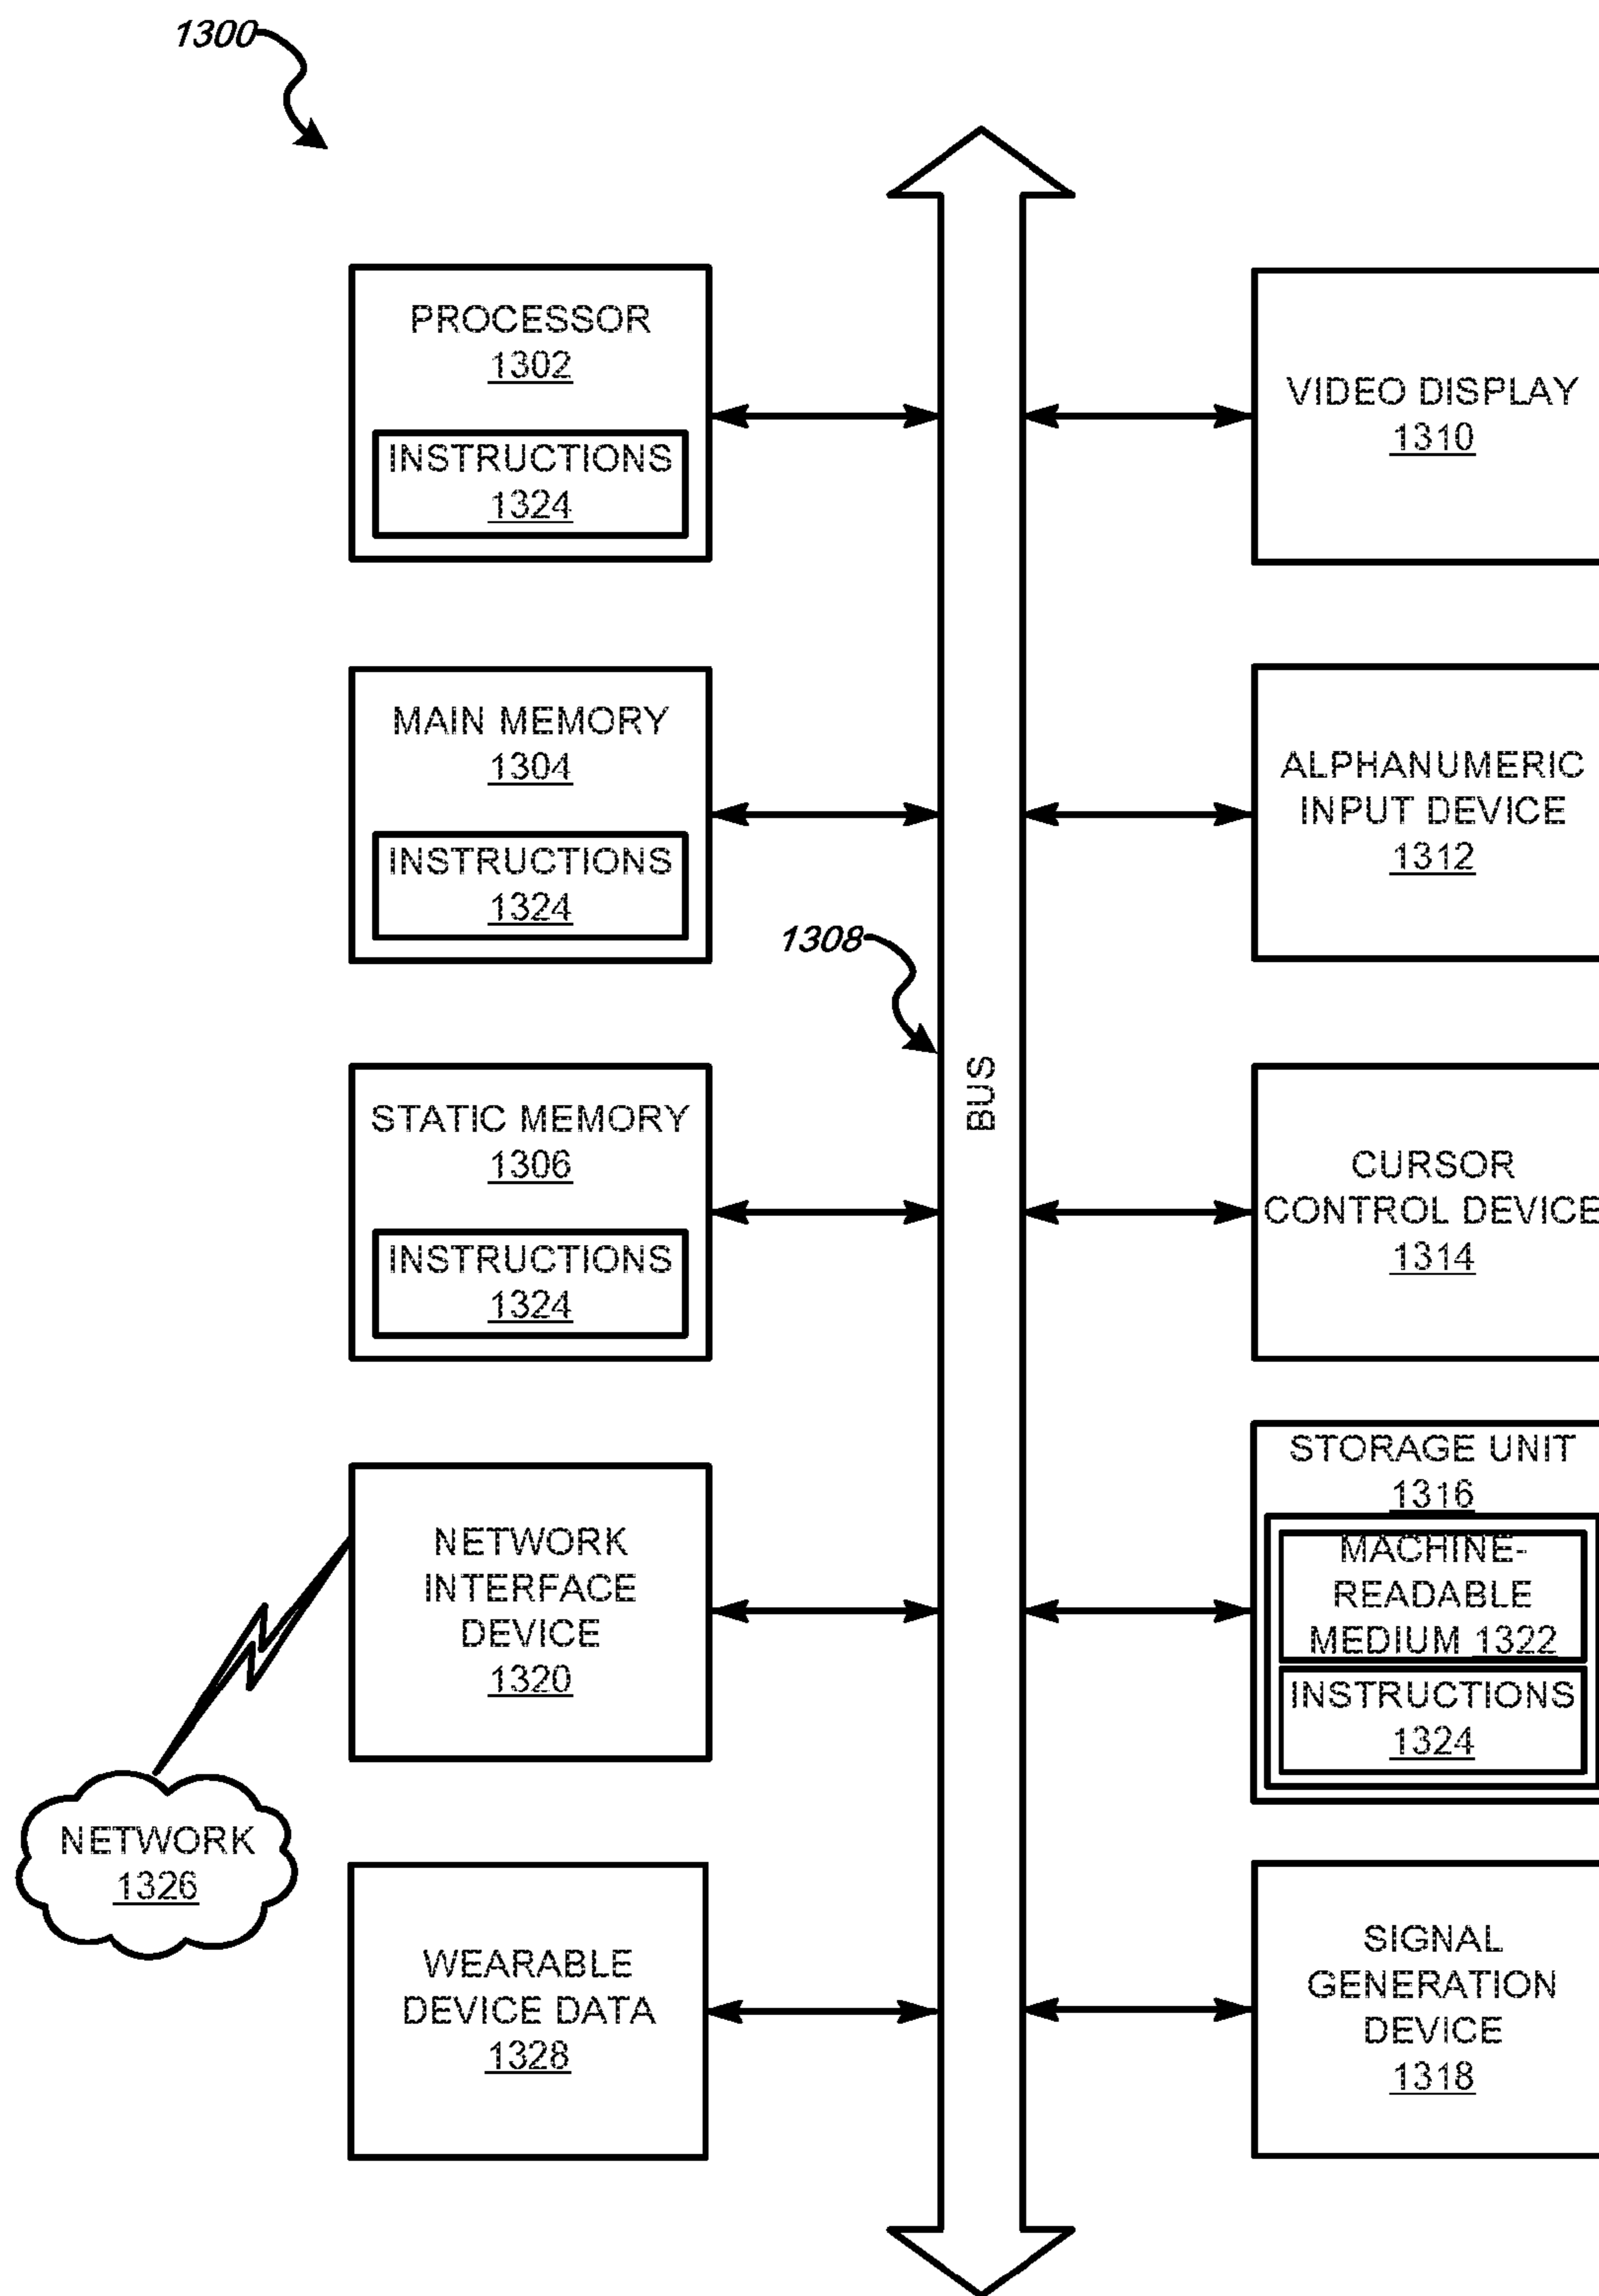 1300
PROCESSOR
1302
INSTRUCTIONS
1324
VIDEO DISPLAY
1310
MAIN MEMORY
1304
INSTRUCTIONS
1324
ALPHANUMERIC
INPUT DEVICE
1312
1308
BUS
STATIC MEMORY
1306
INSTRUCTIONS
1324
CURSOR
CONTROL DEVICE
1314
NETWORK
INTERFACE
DEVICE
1320
STORAGE UNIT
1316
MACHINE-
READABLE
MEDIUM 1322
INSTRUCTIONS
1324
NETWORK
1326
WEARABLE
DEVICE DATA
1328
SIGNAL
GENERATION
DEVICE
1318